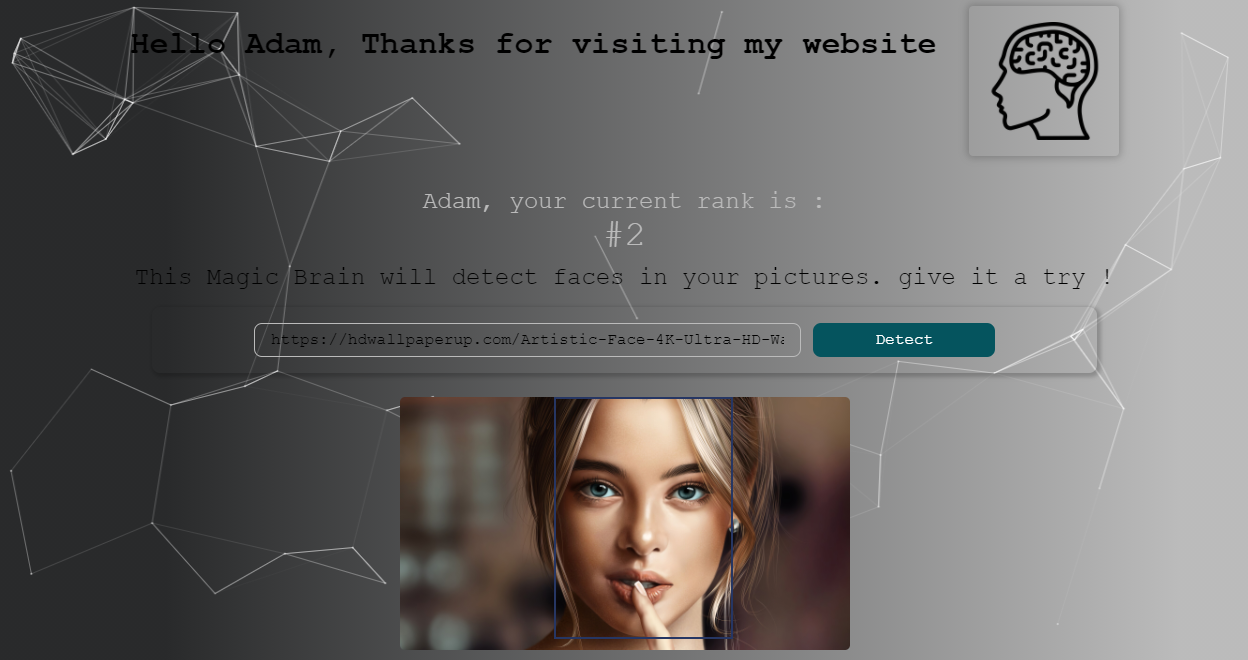 Hello Adam, Thanks for visiting my website
Adam, your current rank is :
#2
This Magic Brain will detect faces in your pictures. give it a try !
https://hdwallpaperup.com/Artistic-Face-4K-Ultra-HD-Wa
Detect